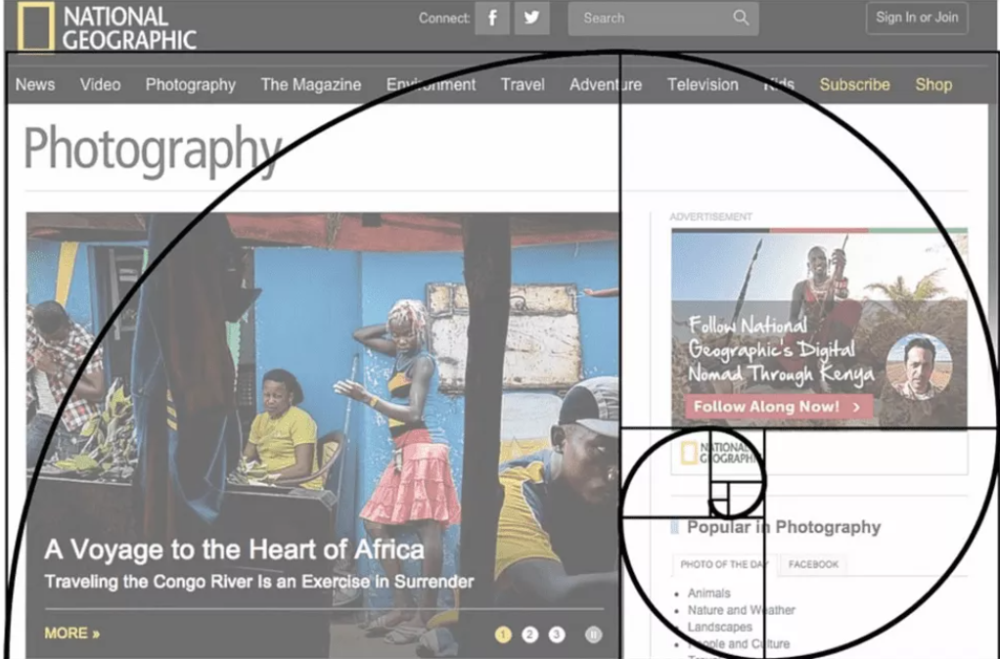 NATIONAL
GEOGRAPHIC
Connect:
Search
Sign In or Join
News Video Photography The Magazine Environment Travel Adventure Television Kids Subscribe Shop
Photography
A Voyage to the Heart of Africa
Traveling the Congo River Is an Exercise in Surrender
MORE »
1 2 3
ADVERTISEMENT
Follow National
Geographic's Digital
Nomad Through Kenya
Follow Along Now! >
NATIONAL
GEOGRAPHI
Popular in Photography
PHOTO OF THE DAY FACEBOOK
• Animals
• Nature and Weather
• Landscapes
• People and Culture